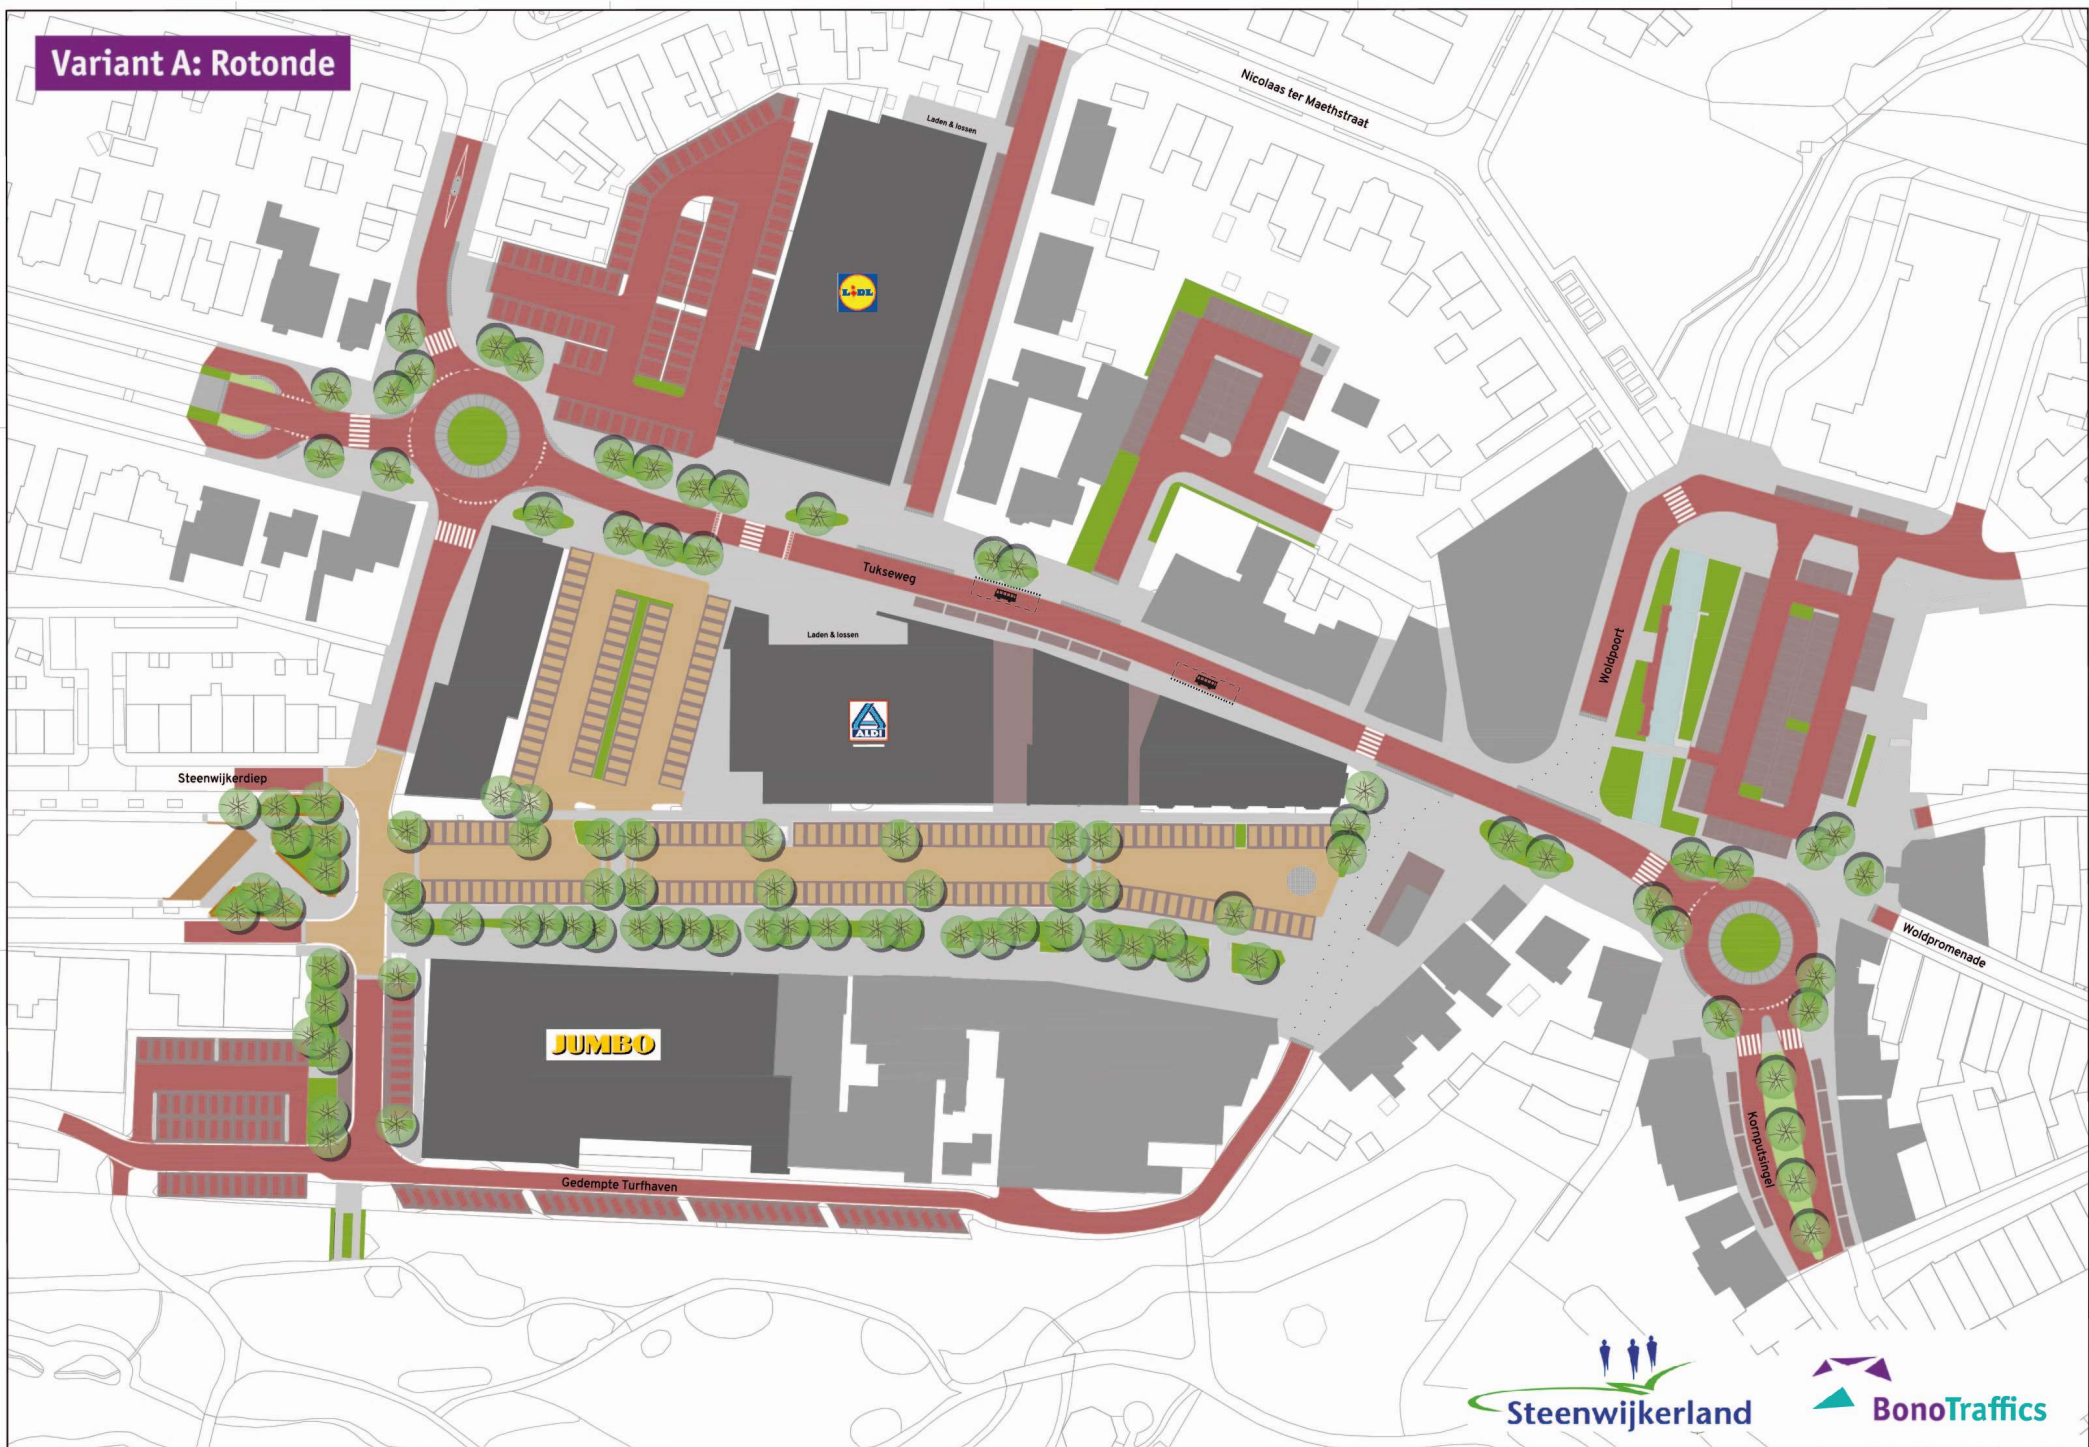 Variant A: Rotonde
Nicolaas ter Maethstraat
Laden & lossen
LIDL
Tukseweg
Laden & lossen
Woldpoort
ALDI
Steenwijkerdiep
Woldpromenade
JUMBO
Kornputsingel
Gedempte Turfhaven
Steenwijkerland
BonoTraffics